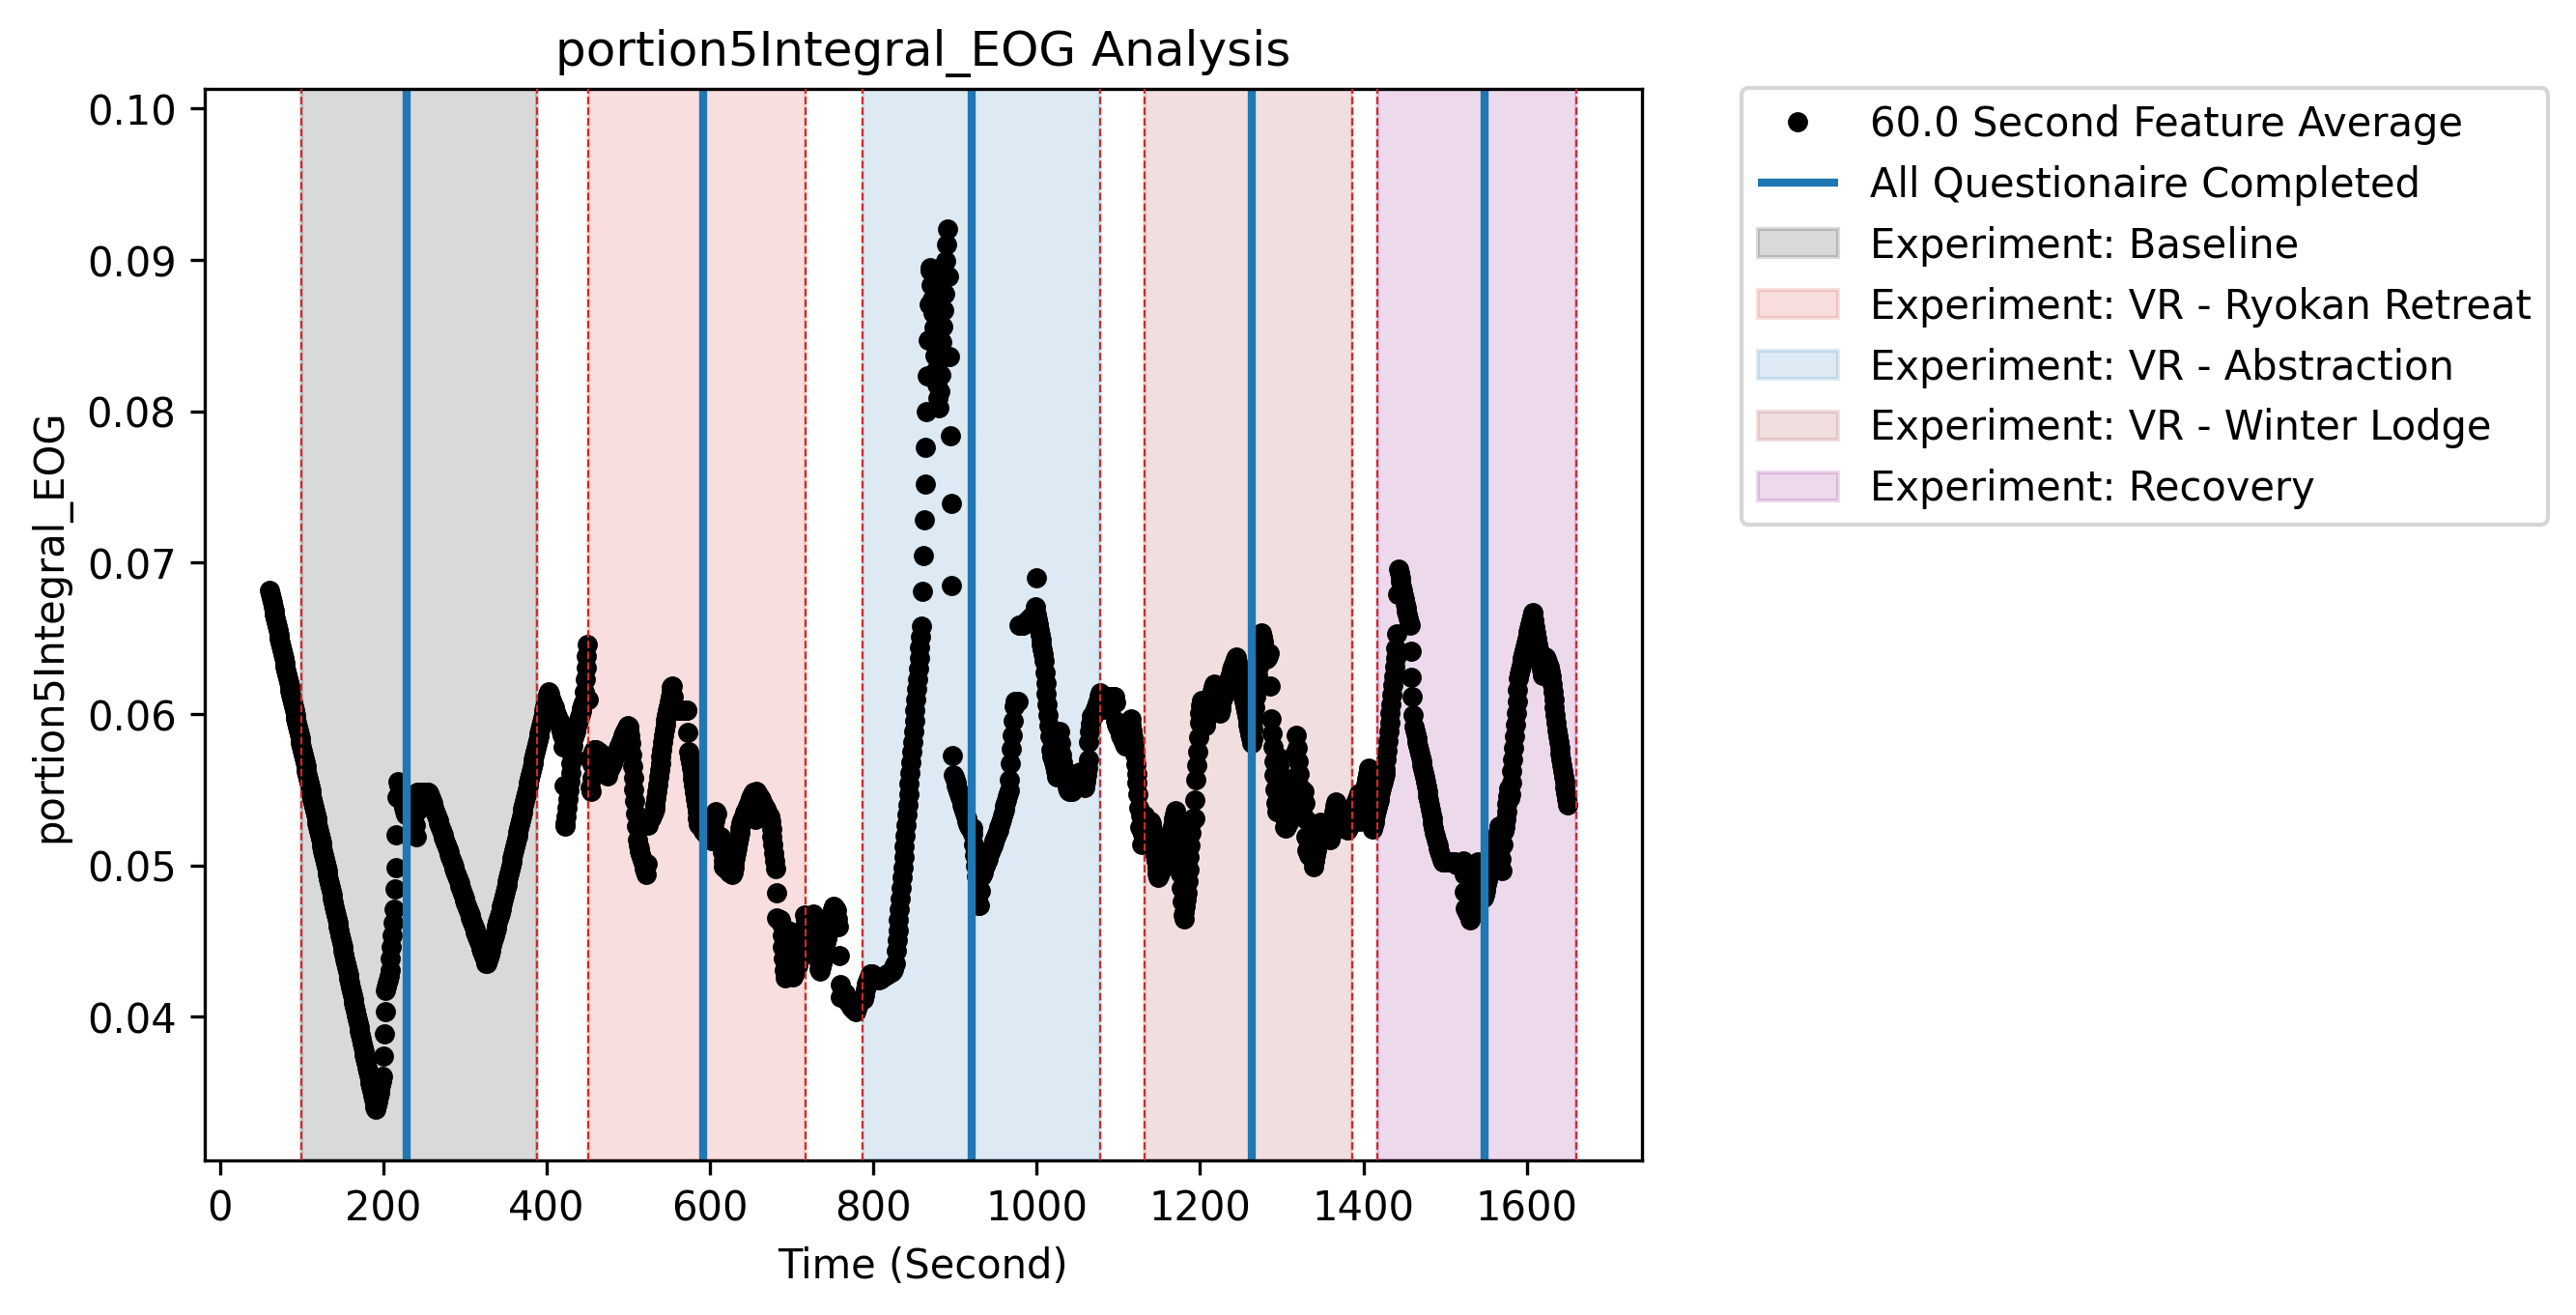 portion5Integral_EOG Analysis
portion5Integral_EOG
0.10
0.09
0.08
0.07
0.06
0.05
0.04
0 200 400 600 800 1000 1200 1400 1600
Time (Second)
60.0 Second Feature Average
All Questionaire Completed
Experiment: Baseline
Experiment: VR - Ryokan Retreat
Experiment: VR - Abstraction
Experiment: VR - Winter Lodge
Experiment: Recovery